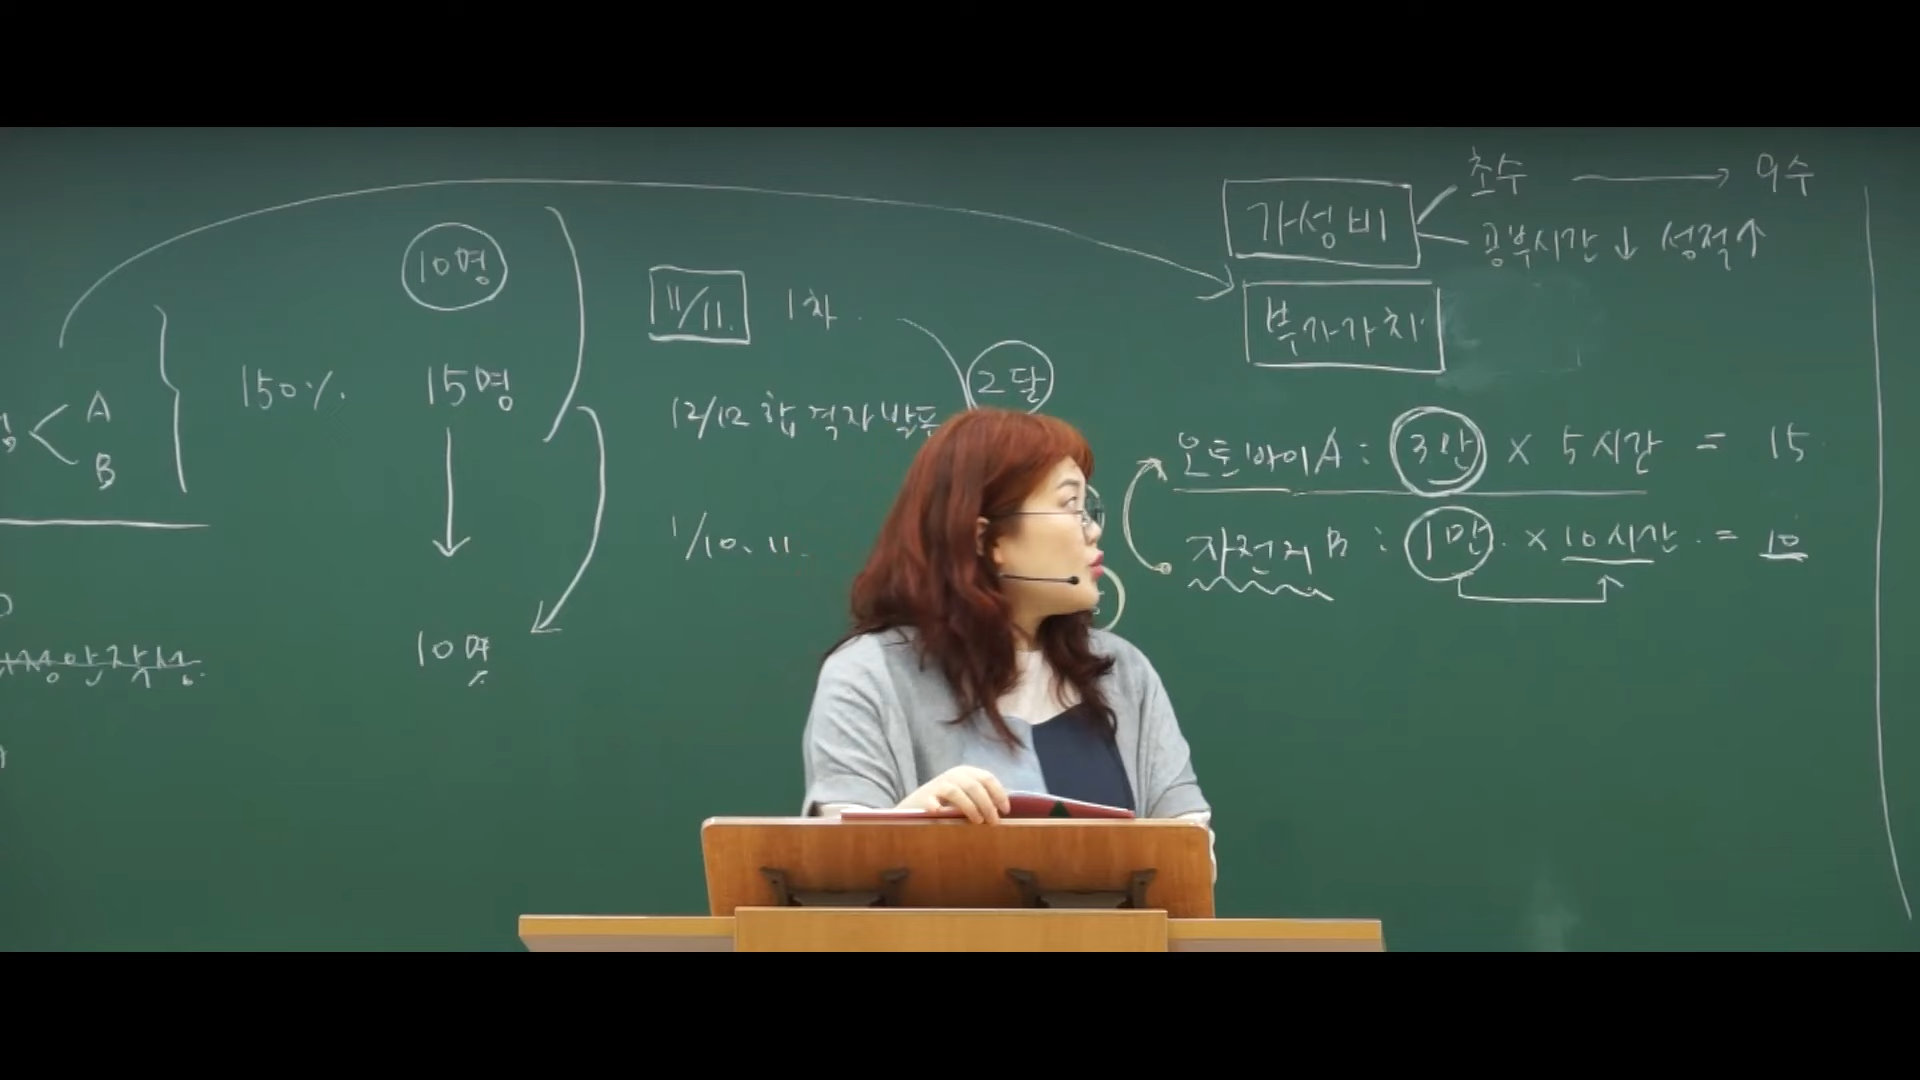 A
B
150%.
10명
15명
10명
11/11. 1차.
2달
12/12 합격자 발표
1/10. 11.
가성비
초수 → 9수
공부시간 ↓ 성적↑
부가가치
오토바이A : 3만 × 5시간 = 15
자전거 B : 1만 × 10시간 = 10